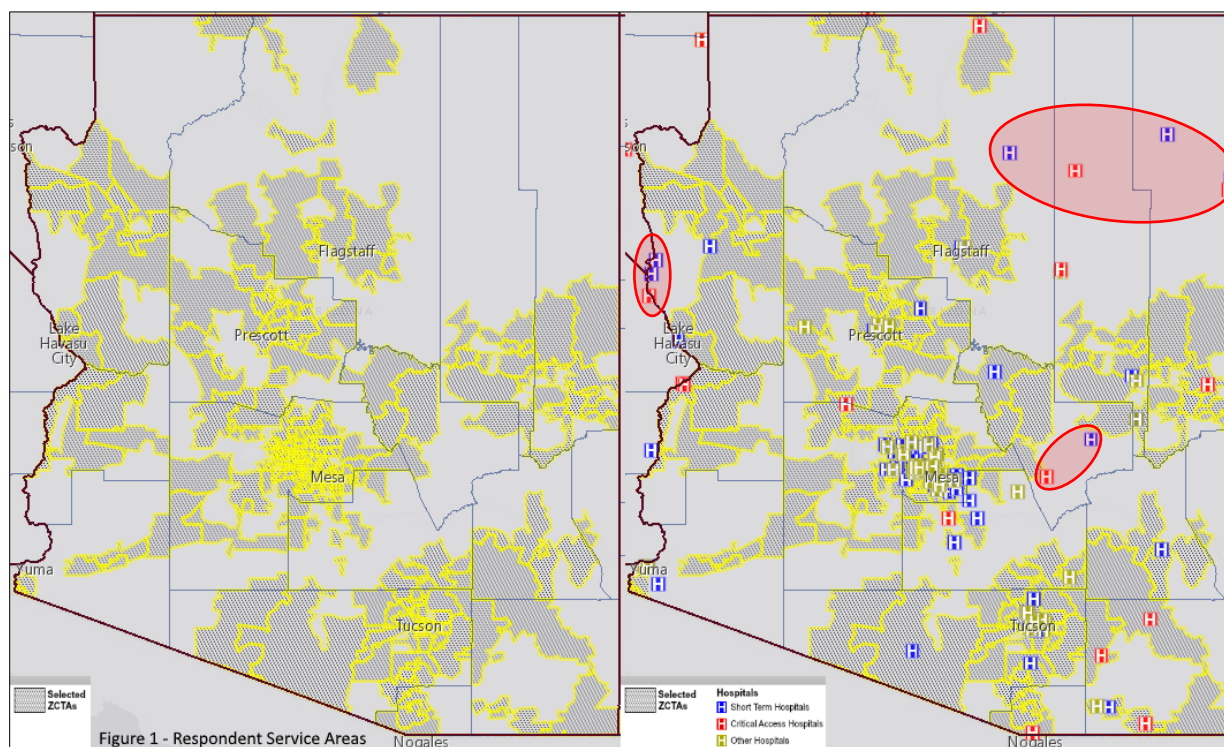 son
Flagstaff
Lake
Havasu
City
Prescott
Mesa
Yuma
Tucson
Selected
ZCTAs
Figure 1 - Respondent Service Areas
Nogales
son
Flagstaff
Lake
Havasu
City
Prescott
Mesa
Yuma
Tucson
Selected
ZCTAs
Hospitals
H Short Term Hospitals
H Critical Access Hospitals
H Other Hospitals
Nogales